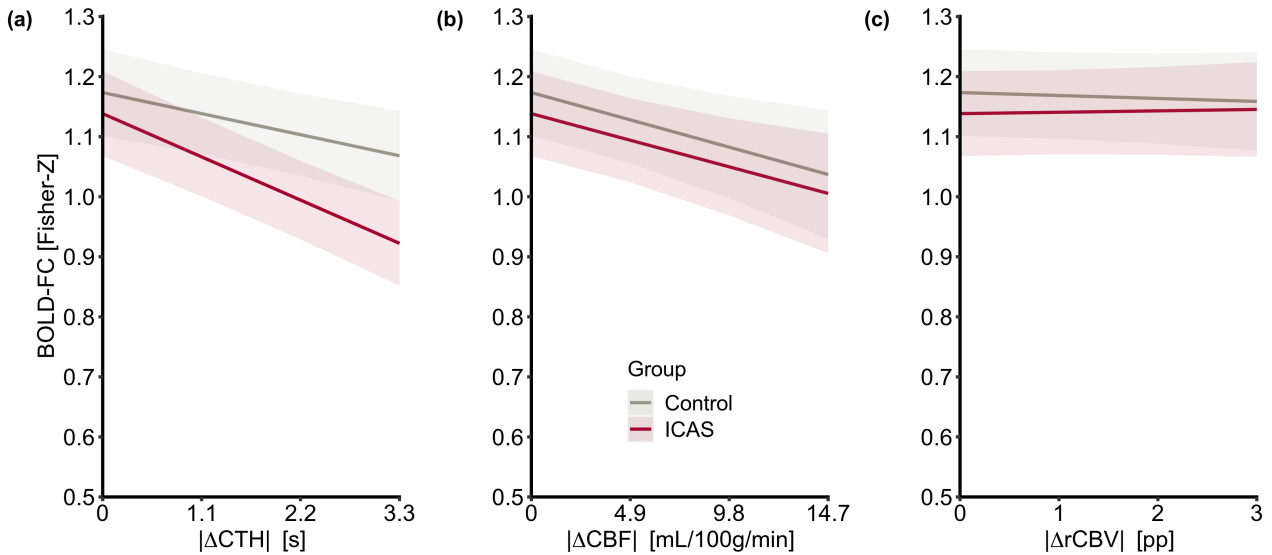 (a)
BOLD-FC [Fisher-Z]
1.3
1.2
1.1
1.0
0.9
0.8
0.7
0.6
0.5
0 1.1 2.2 3.3
|ΔCTH| [s]
(b)
1.3
1.2
1.1
1.0
0.9
0.8
0.7
0.6
0.5
Group
Control
ICAS
0 4.9 9.8 14.7
|ΔCBF| [mL/100g/min]
(c)
1.3
1.2
1.1
1.0
0.9
0.8
0.7
0.6
0.5
0 1 2 3
|ΔrCBV| [pp]